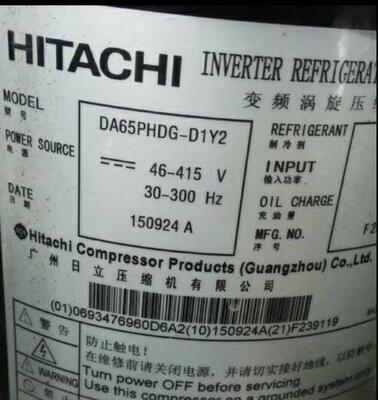 HITACHI INVERTER REFRIGERA
变频涡旋压
MODEL 型号 DA65PHDG-D1Y2 REFRIGERANT 制冷剂
POWER SOURCE 电源 46-415 V INPUT 输入功率
30-300 Hz OIL CHARGE 充油量
DATE 日期 150924 A MFG. NO. 序号 F2
Hitachi Compressor Products (Guangzhou) Co.,Ltd.
广州日立压缩机有限公司
(01)0693476960D6A2(10)150924A(21)F239119
警告 防止触电!
在维修前请关闭电源,并请切实接好地线,以防触
WARNING Turn power OFF before servicing.
Use this compressor on a grounded system only